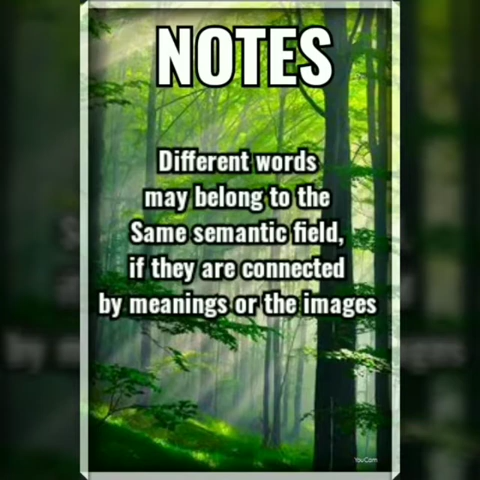 NOTES
Different words
may belong to the
Same semantic field,
if they are connected
by meanings or the images
YouCam